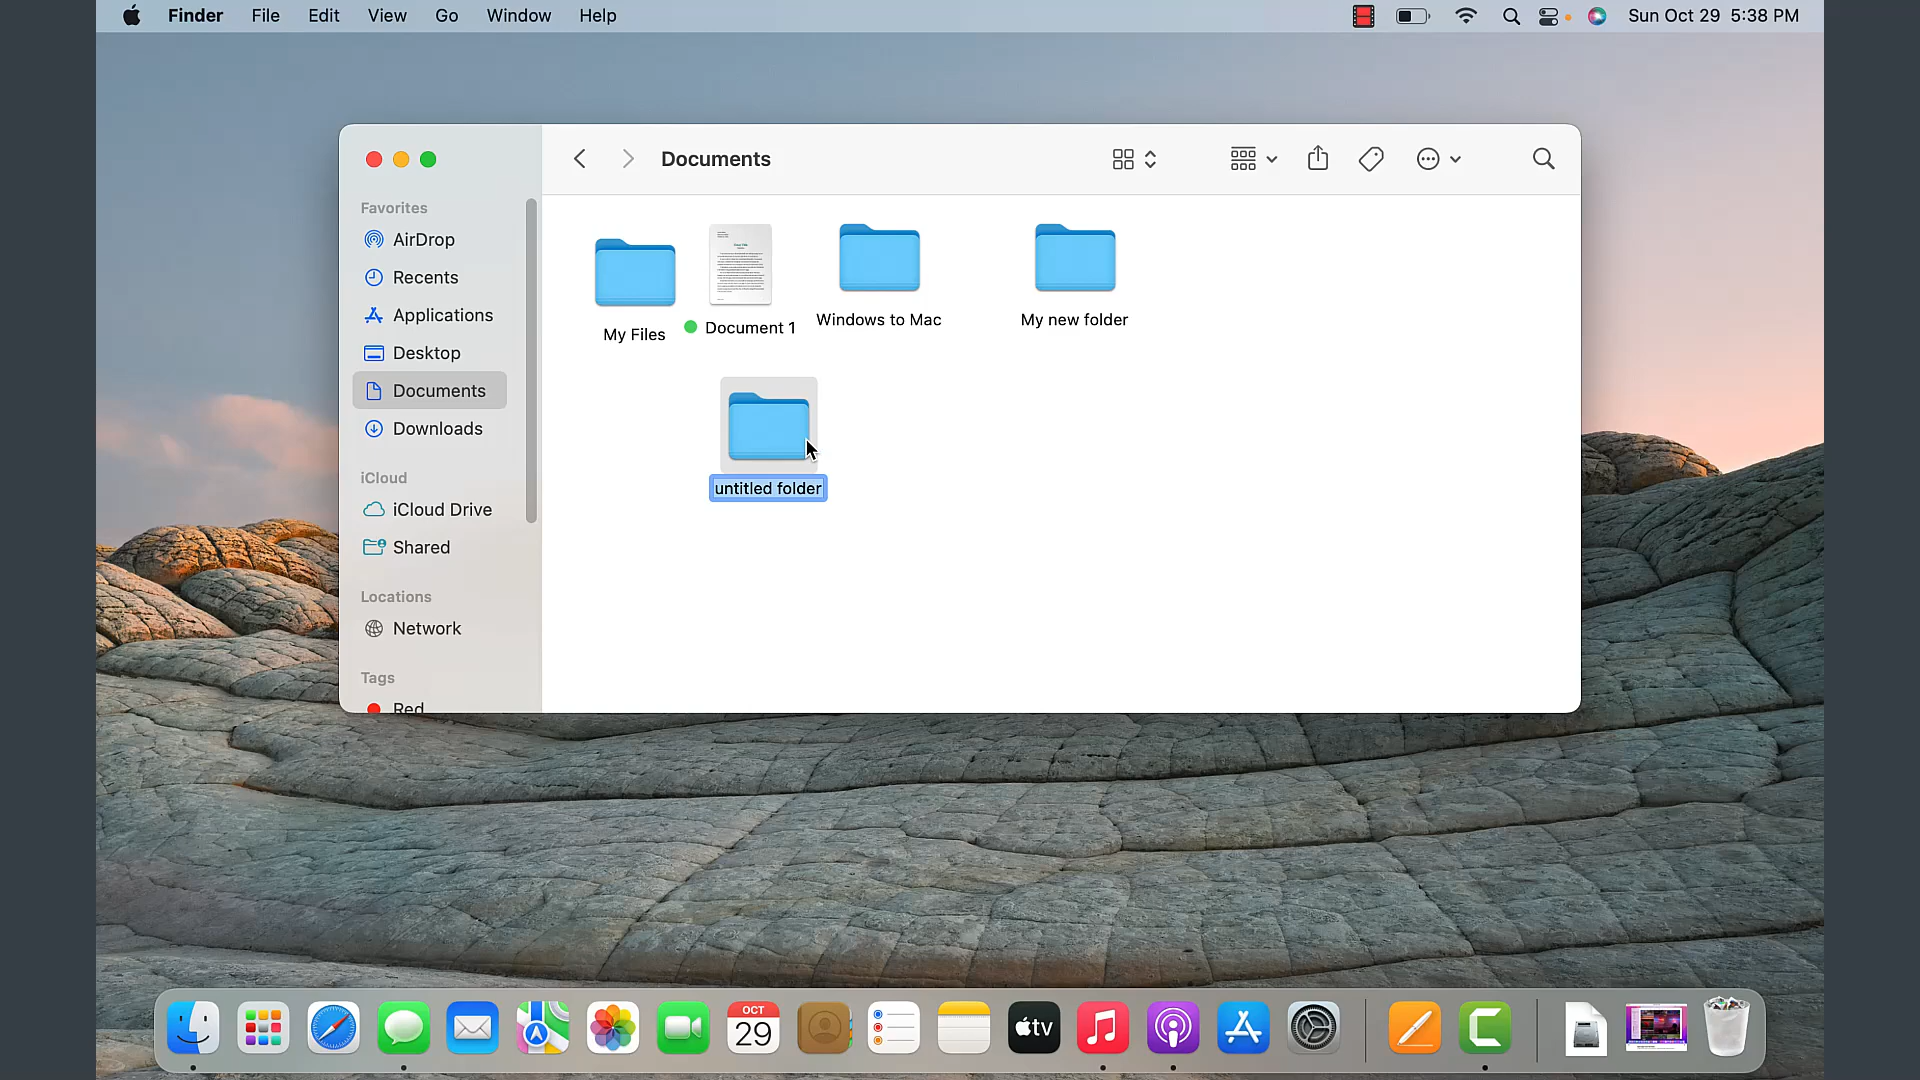 Finder File Edit View Go Window Help Sun Oct 29 5:38 PM
Documents
Favorites
AirDrop
Recents
Applications
Desktop
Documents
Downloads
iCloud
iCloud Drive
Shared
Locations
Network
Tags
Red
My Files
Document 1
Windows to Mac
My new folder
untitled folder
OCT
29
tv